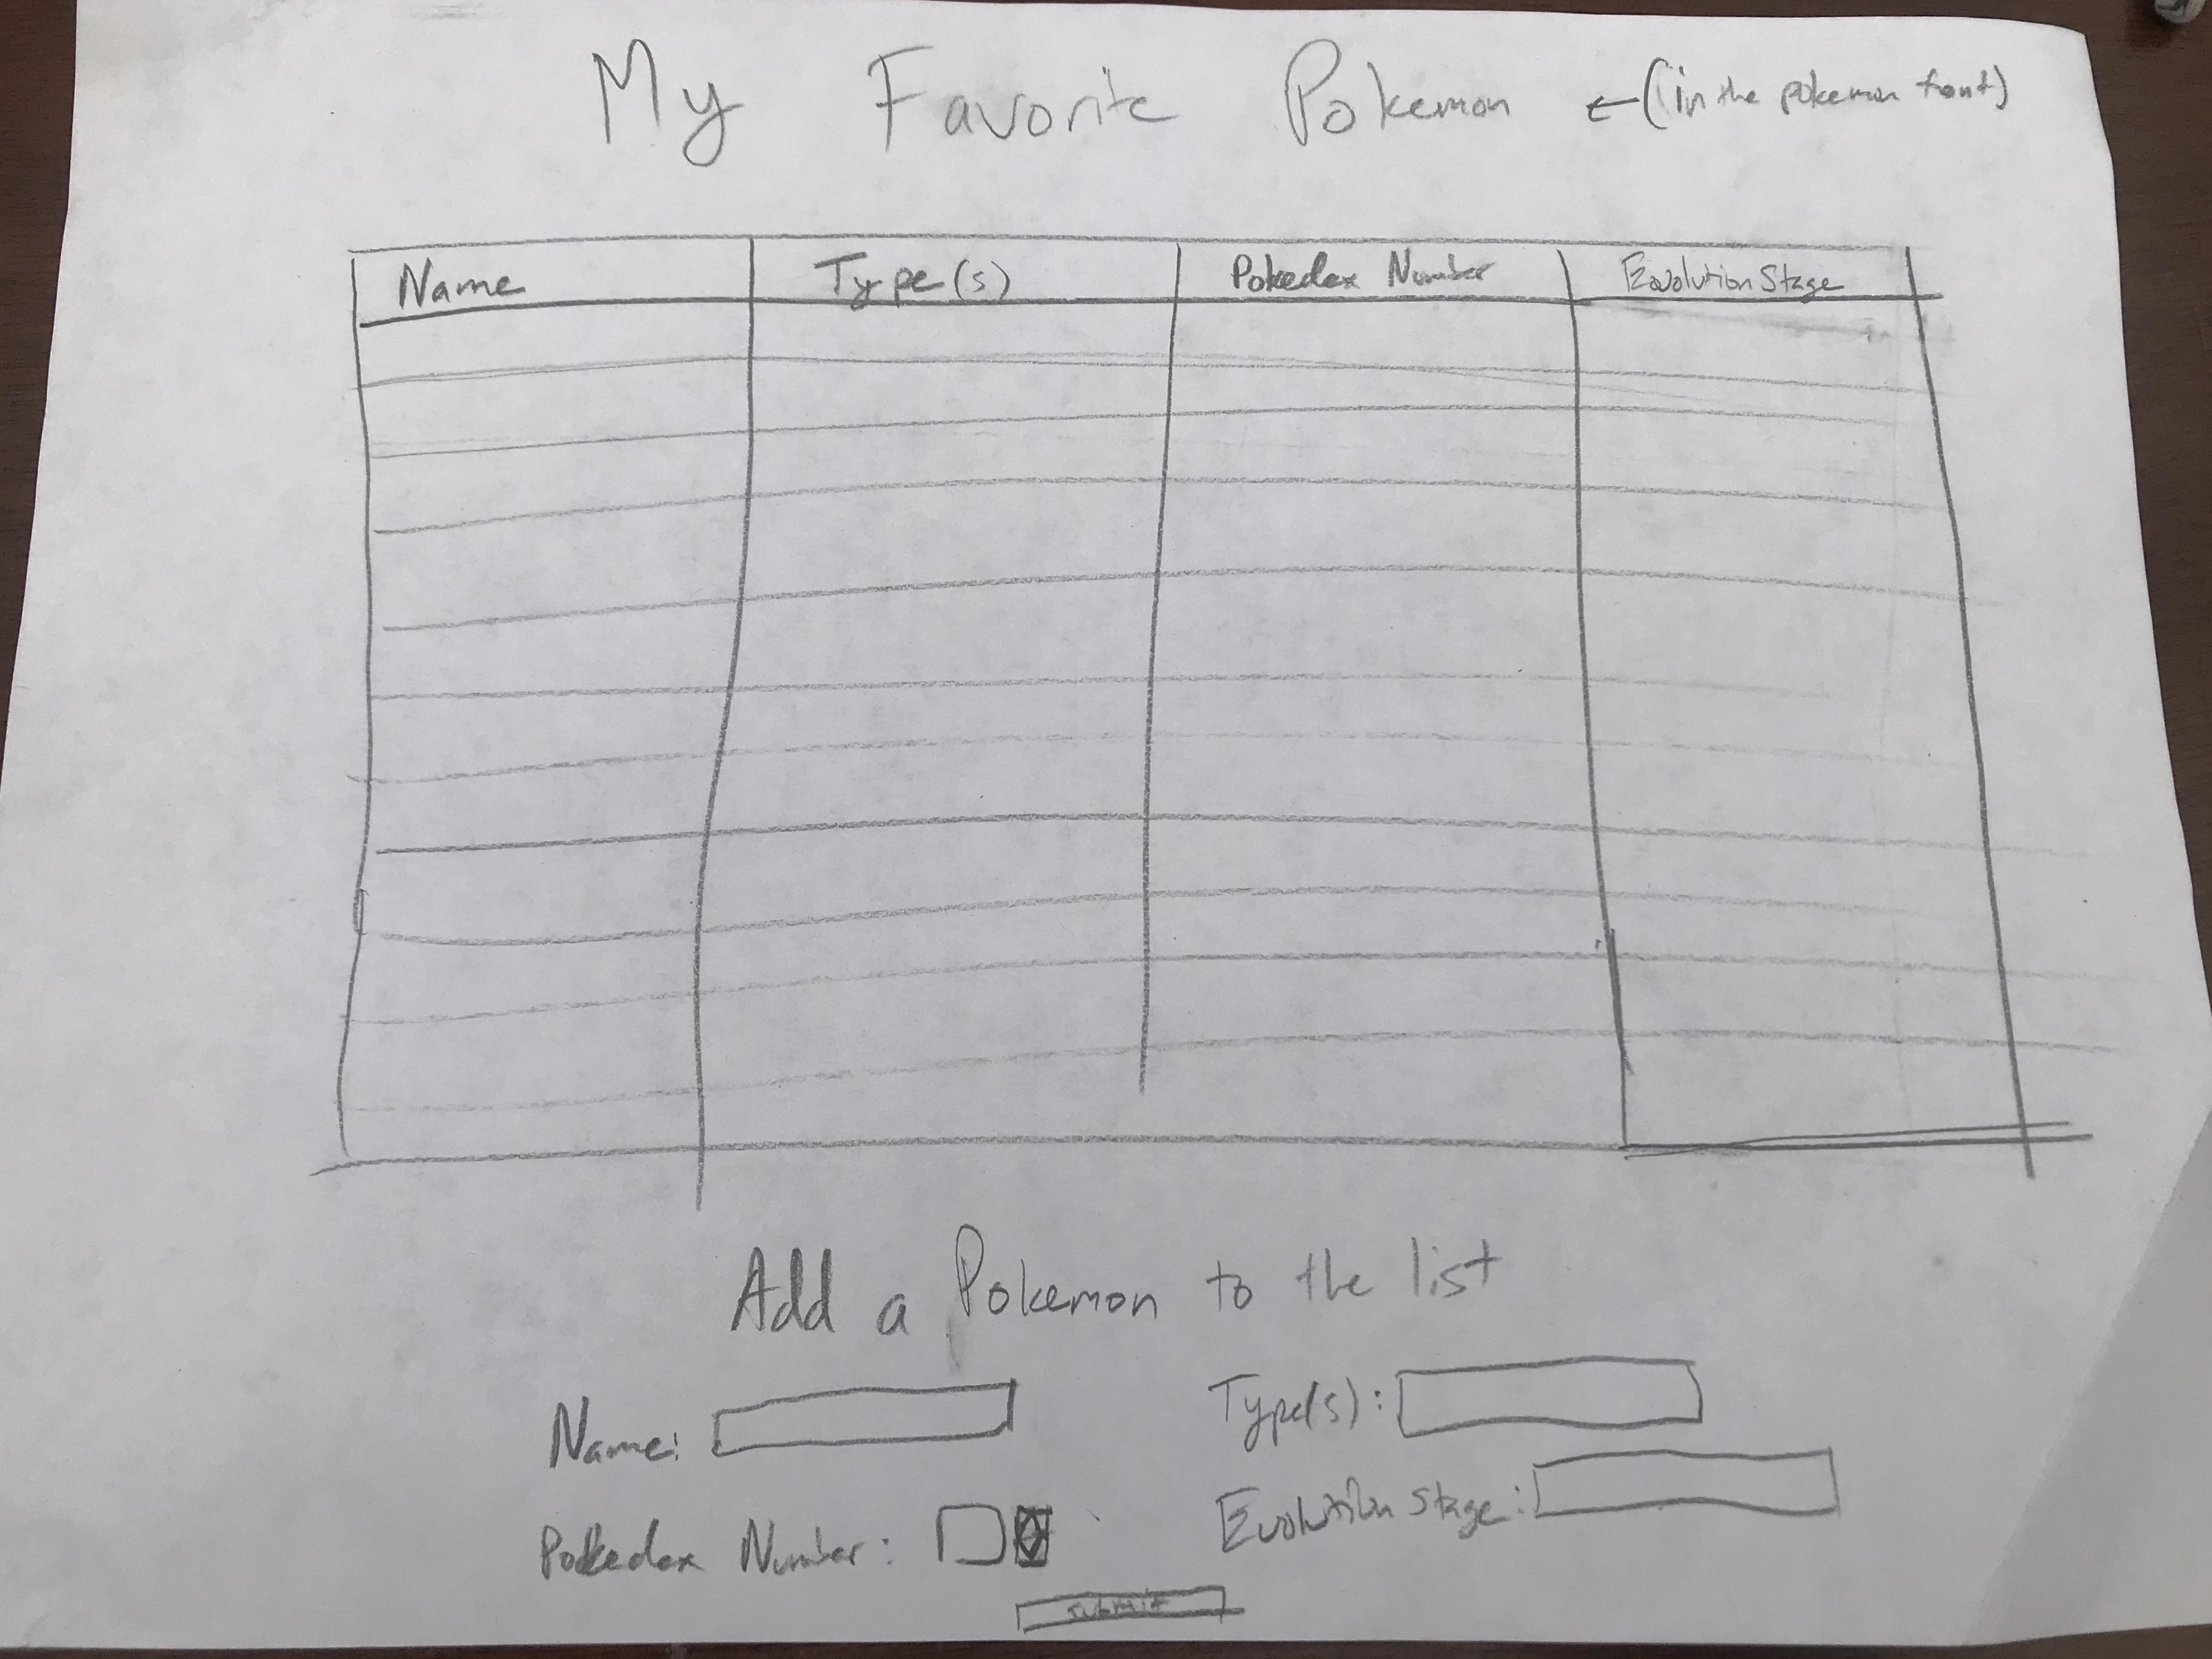 My Favorite Pokemon ←(in the pokemon font)
Name Type(s) Pokedex Number Evolution Stage
Add a Pokemon to the list
Name: Type(s):
Pokedex Number: Evolution Stage:
submit